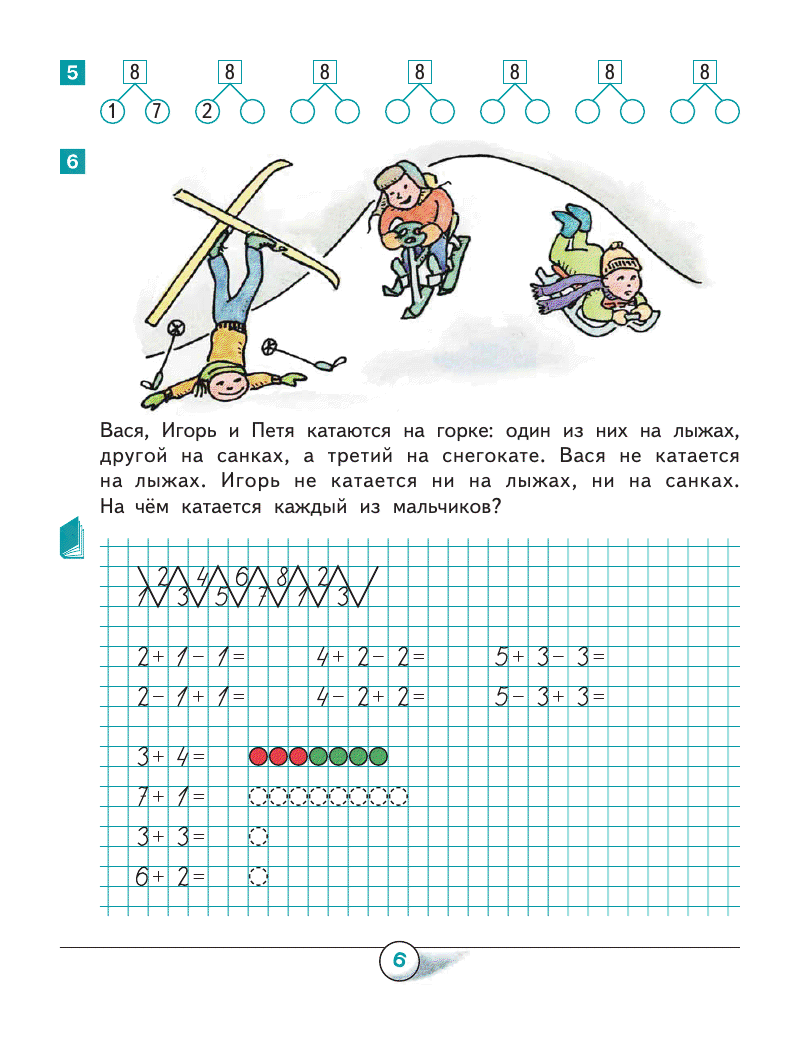 5 8 8 8 8 8 8 8
1 7 2
6
Вася, Игорь и Петя катаются на горке: один из них на лыжах,
другой на санках, а третий на снегокате. Вася не катается
на лыжах. Игорь не катается ни на лыжах, ни на санках.
На чём катается каждый из мальчиков?
2 4 6 8 2
1 3 5 7 1 3
2 + 1 − 1 = 4 + 2 − 2 = 5 + 3 − 3 =
2 − 1 + 1 = 4 − 2 + 2 = 5 − 3 + 3 =
3 + 4 =
7 + 1 =
3 + 3 =
6 + 2 =
6